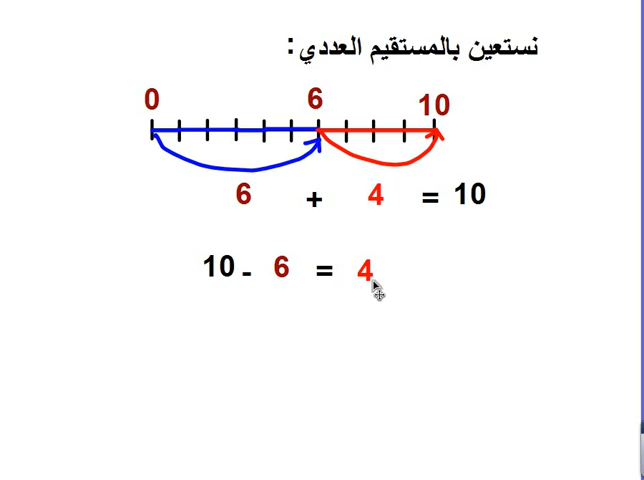 نستعين بالمستقيم العددي:
0 6 10
6 + 4 = 10
10 - 6 = 4